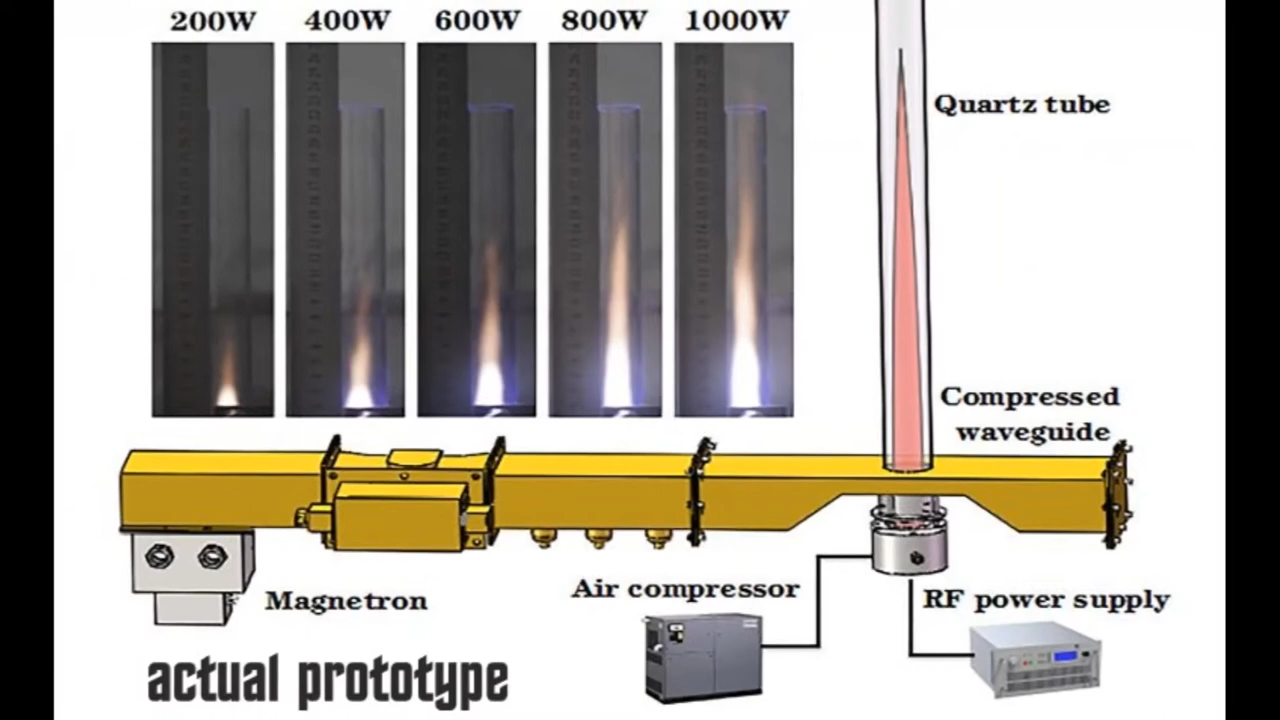 200W 400W 600W 800W 1000W
Quartz tube
Compressed
waveguide
Air compressor
RF power supply
Magnetron
actual prototype